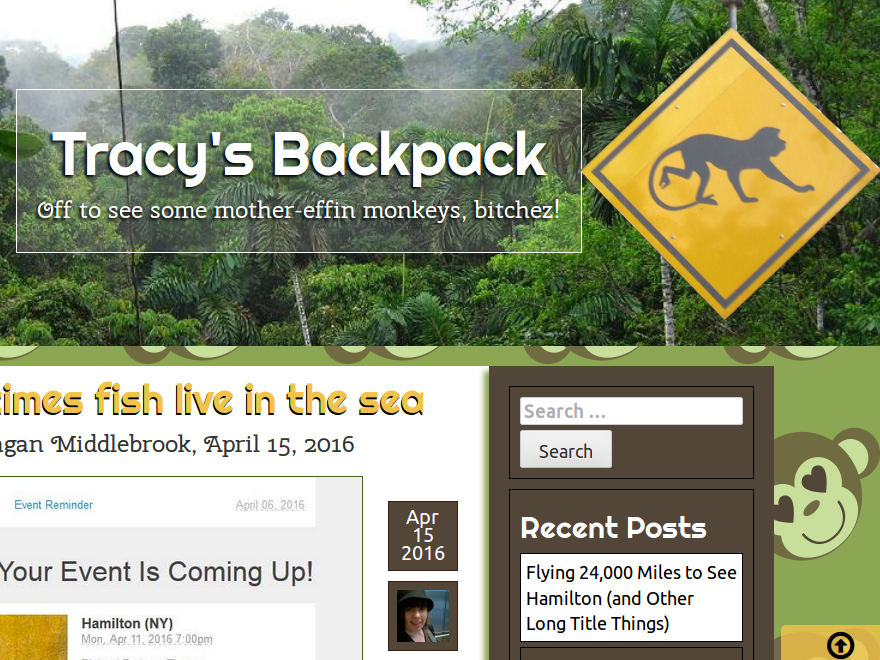 Tracy's Backpack
Off to see some mother-effin monkeys, bitchez!
times fish live in the sea
Middlebrook, April 15, 2016
Event Reminder
April 06, 2016
Your Event Is Coming Up!
Hamilton (NY)
Mon, Apr 11, 2016 7:00pm
Apr
15
2016
Search ...
Search
Recent Posts
Flying 24,000 Miles to See
Hamilton (and Other
Long Title Things)